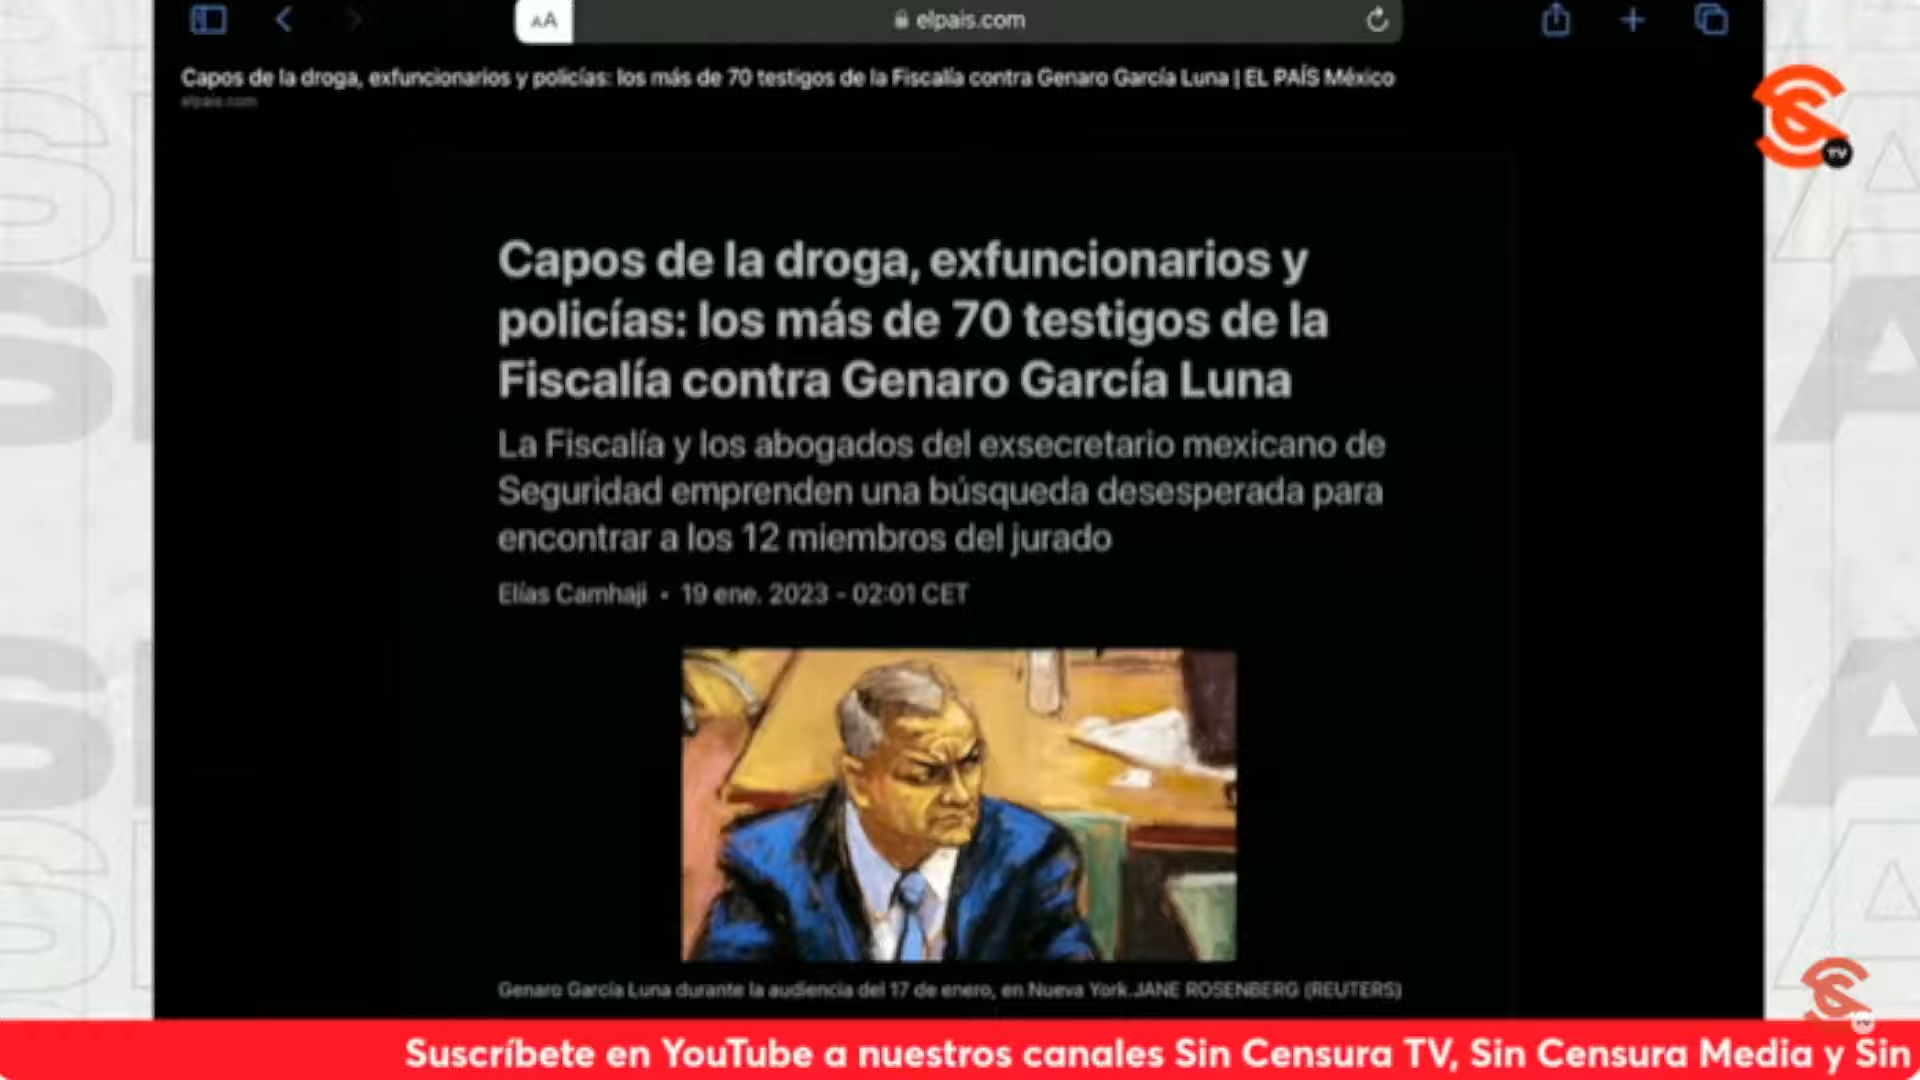 AA
elpais.com
Capos de la droga, exfuncionarios y policías: los más de 70 testigos de la Fiscalía contra Genaro García Luna | EL PAÍS México
elpais.com
TV
Capos de la droga, exfuncionarios y
policías: los más de 70 testigos de la
Fiscalía contra Genaro García Luna
La Fiscalía y los abogados del exsecretario mexicano de
Seguridad emprenden una búsqueda desesperada para
encontrar a los 12 miembros del jurado
Elías Camhaji • 19 ene. 2023 - 02:01 CET
Genaro García Luna durante la audiencia del 17 de enero, en Nueva York.JANE ROSENBERG (REUTERS)
Suscríbete en YouTube a nuestros canales Sin Censura TV, Sin Censura Media y Sin